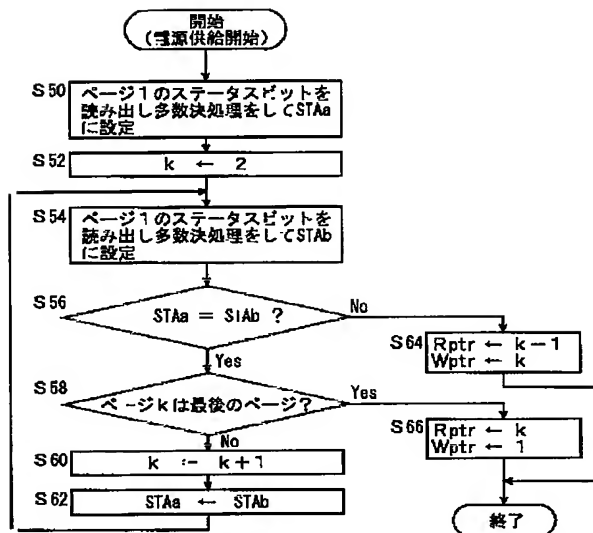 開始
(電源供給開始)
S50
ページ1のステータスビットを
読み出し多数決処理をしてSTAa
に設定
S52
k ← 2
S54
ページ1のステータスビットを
読み出し多数決処理をしてSTAb
に設定
S56
STAa = STAb ?
No
Yes
S64
Rptr ← k-1
Wptr ← k
S58
ページkは最後のページ?
Yes
No
S66
Rptr ← k
Wptr ← 1
S60
k ← k+1
S62
STAa ← STAb
終了